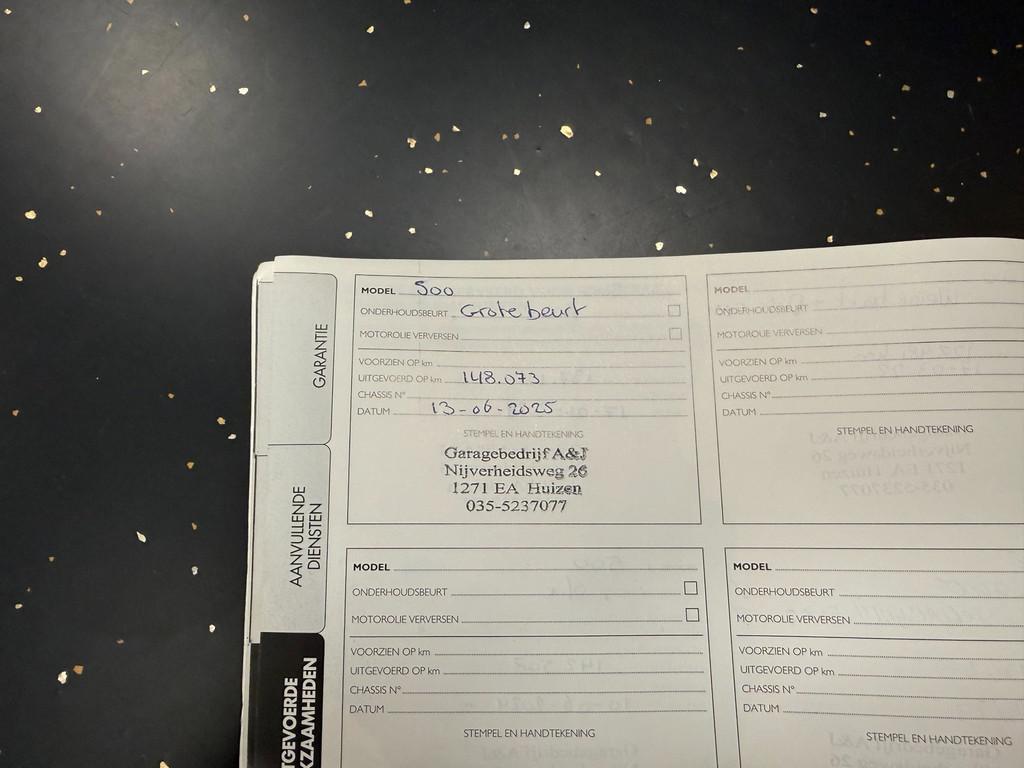 GARANTIE
AANVULLENDE
DIENSTEN
TGEVOERDE
KZAAMHEDEN
MODEL 500
ONDERHOUDSBEURT Grote beurt
MOTOROLIE VERVERSEN
VOORZIEN OP km
UITGEVOERD OP km 148.073
CHASSIS N°
DATUM 13-06-2025
STEMPEL EN HANDTEKENING
Garagebedrijf A&J
Nijverheidsweg 26
1271 EA Huizen
035-5237077
MODEL
ONDERHOUDSBEURT
MOTOROLIE VERVERSEN
VOORZIEN OP km
UITGEVOERD OP km
CHASSIS N°
DATUM
STEMPEL EN HANDTEKENING
MODEL
ONDERHOUDSBEURT
MOTOROLIE VERVERSEN
VOORZIEN OP km
UITGEVOERD OP km
CHASSIS N°
DATUM
STEMPEL EN HANDTEKENING
MODEL
ONDERHOUDSBEURT
MOTOROLIE VERVERSEN
VOORZIEN OP km
UITGEVOERD OP km
CHASSIS N°
DATUM
STEMPEL EN HANDTEKENING